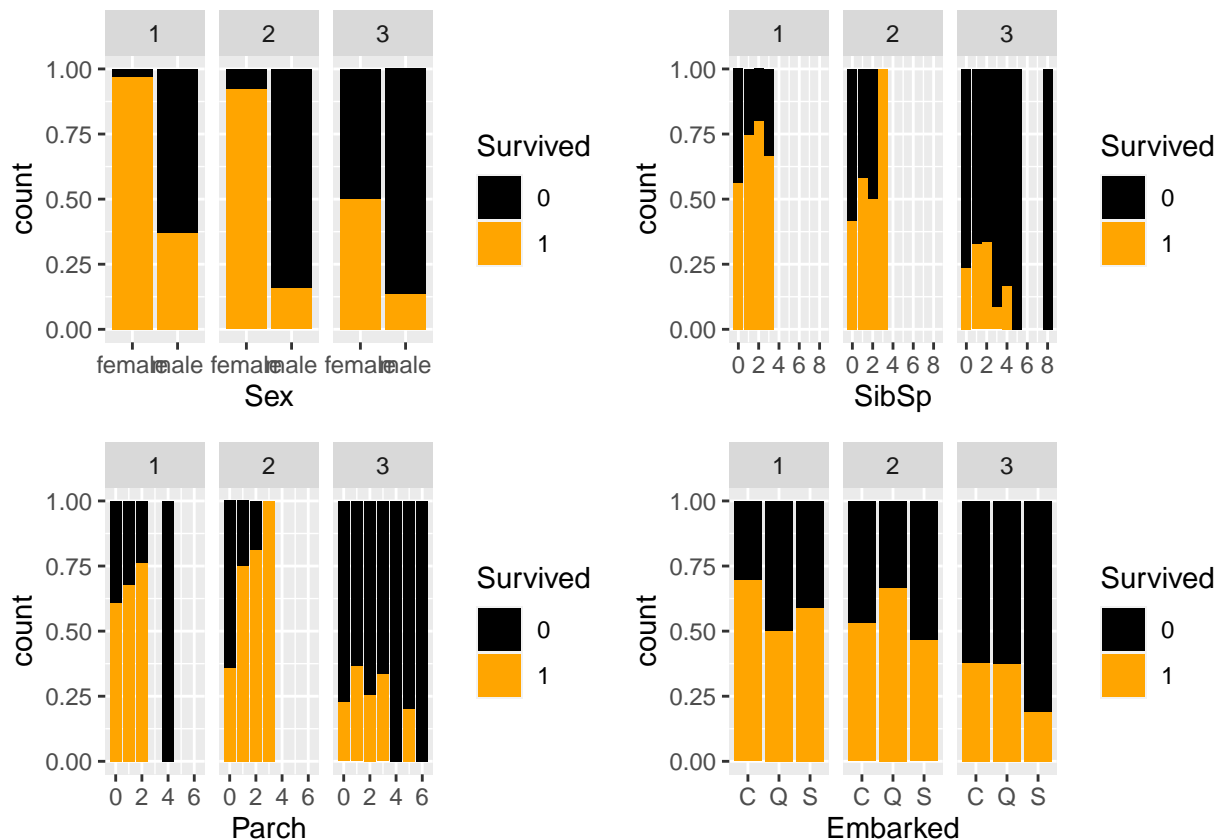 1 2 3
1.00
0.75
0.50
0.25
0.00
count
female male female male female male
Sex
Survived
0
1
1 2 3
1.00
0.75
0.50
0.25
0.00
count
0 2 4 6 8 0 2 4 6 8 0 2 4 6 8
SibSp
Survived
0
1
1 2 3
1.00
0.75
0.50
0.25
0.00
count
0 2 4 6 0 2 4 6 0 2 4 6
Parch
Survived
0
1
1 2 3
1.00
0.75
0.50
0.25
0.00
count
C Q S C Q S C Q S
Embarked
Survived
0
1